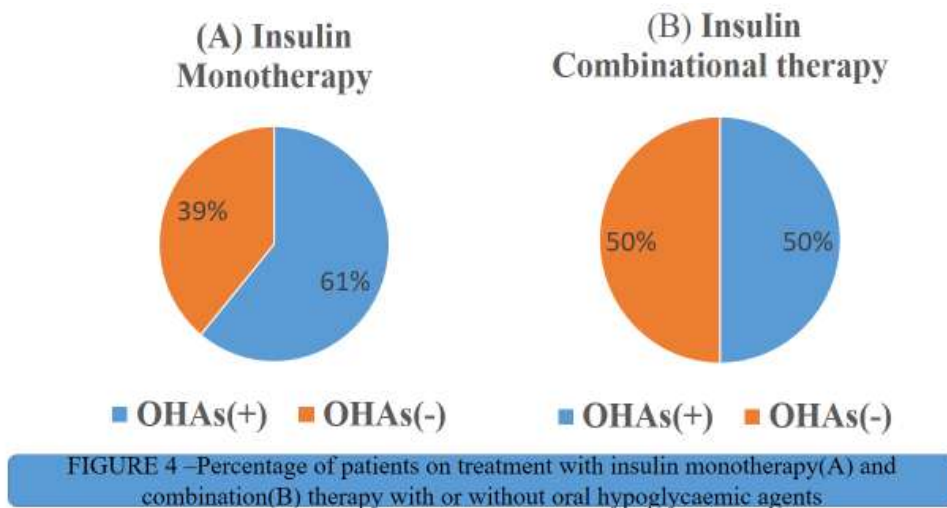 (A) Insulin
Monotherapy
39%
61%
OHAs(+) OHAs(-)
(B) Insulin
Combinational therapy
50%
50%
OHAs(+) OHAs(-)
FIGURE 4 –Percentage of patients on treatment with insulin monotherapy(A) and
combination(B) therapy with or without oral hypoglycaemic agents